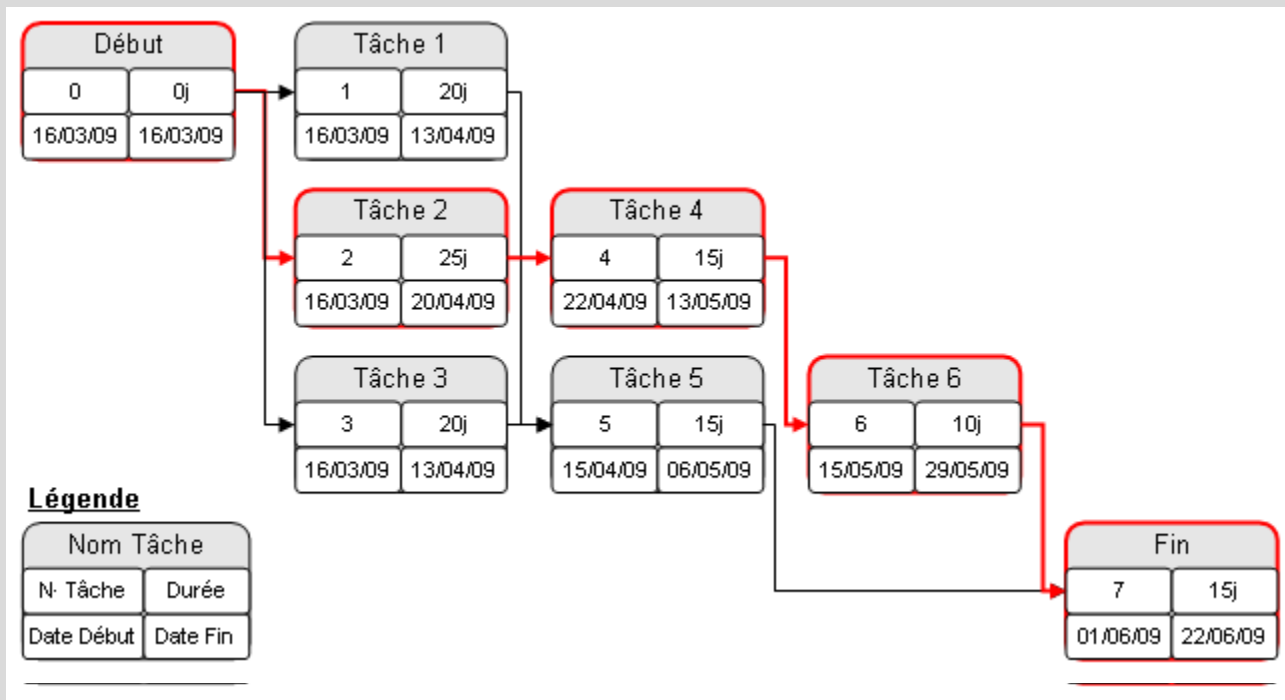 Début
0 0j
16/03/09 16/03/09
Tâche 1
1 20j
16/03/09 13/04/09
Tâche 2
2 25j
16/03/09 20/04/09
Tâche 4
4 15j
22/04/09 13/05/09
Tâche 3
3 20j
16/03/09 13/04/09
Tâche 5
5 15j
15/04/09 06/05/09
Tâche 6
6 10j
15/05/09 29/05/09
Fin
7 15j
01/06/09 22/06/09
Légende
Nom Tâche
N· Tâche Durée
Date Début Date Fin